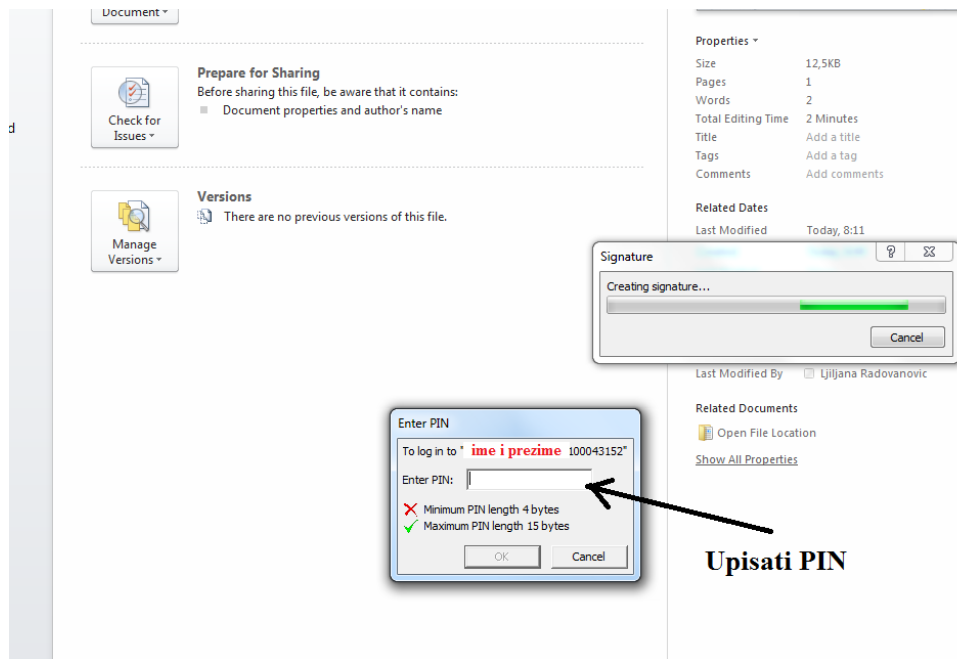 Document
Check for
Issues
Prepare for Sharing
Before sharing this file, be aware that it contains:
Document properties and author's name
d
Manage
Versions
Versions
There are no previous versions of this file.
Properties
Size 12,5KB
Pages 1
Words 2
Total Editing Time 2 Minutes
Title Add a title
Tags Add a tag
Comments Add comments
Related Dates
Last Modified Today, 8:11
Signature
Creating signature...
Cancel
Last Modified By Ljiljana Radovanovic
Related Documents
Open File Location
Show All Properties
Enter PIN
To log in to " ime i prezime 100043152"
Enter PIN:
Minimum PIN length 4 bytes
Maximum PIN length 15 bytes
OK Cancel
Upisati PIN